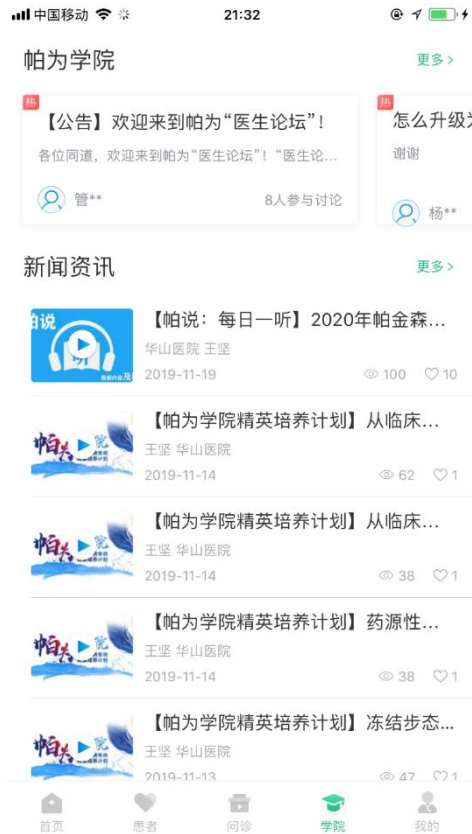 中国移动 21:32
帕为学院 更多>
热 热
【公告】欢迎来到帕为“医生论坛”! 怎么升级为
各位同道，欢迎来到帕为“医生论坛”！“医生论... 谢谢
管** 8人参与讨论 杨**
新闻资讯 更多>
【帕说：每日一听】2020年帕金森...
华山医院 王坚
2019-11-19 100 10
【帕为学院精英培养计划】从临床...
王坚 华山医院
2019-11-14 62 1
【帕为学院精英培养计划】从临床...
王坚 华山医院
2019-11-14 38 1
【帕为学院精英培养计划】药源性...
王坚 华山医院
2019-11-14 38 1
【帕为学院精英培养计划】冻结步态...
王坚 华山医院
2019-11-13 47 1
首页 患者 问诊 学院 我的